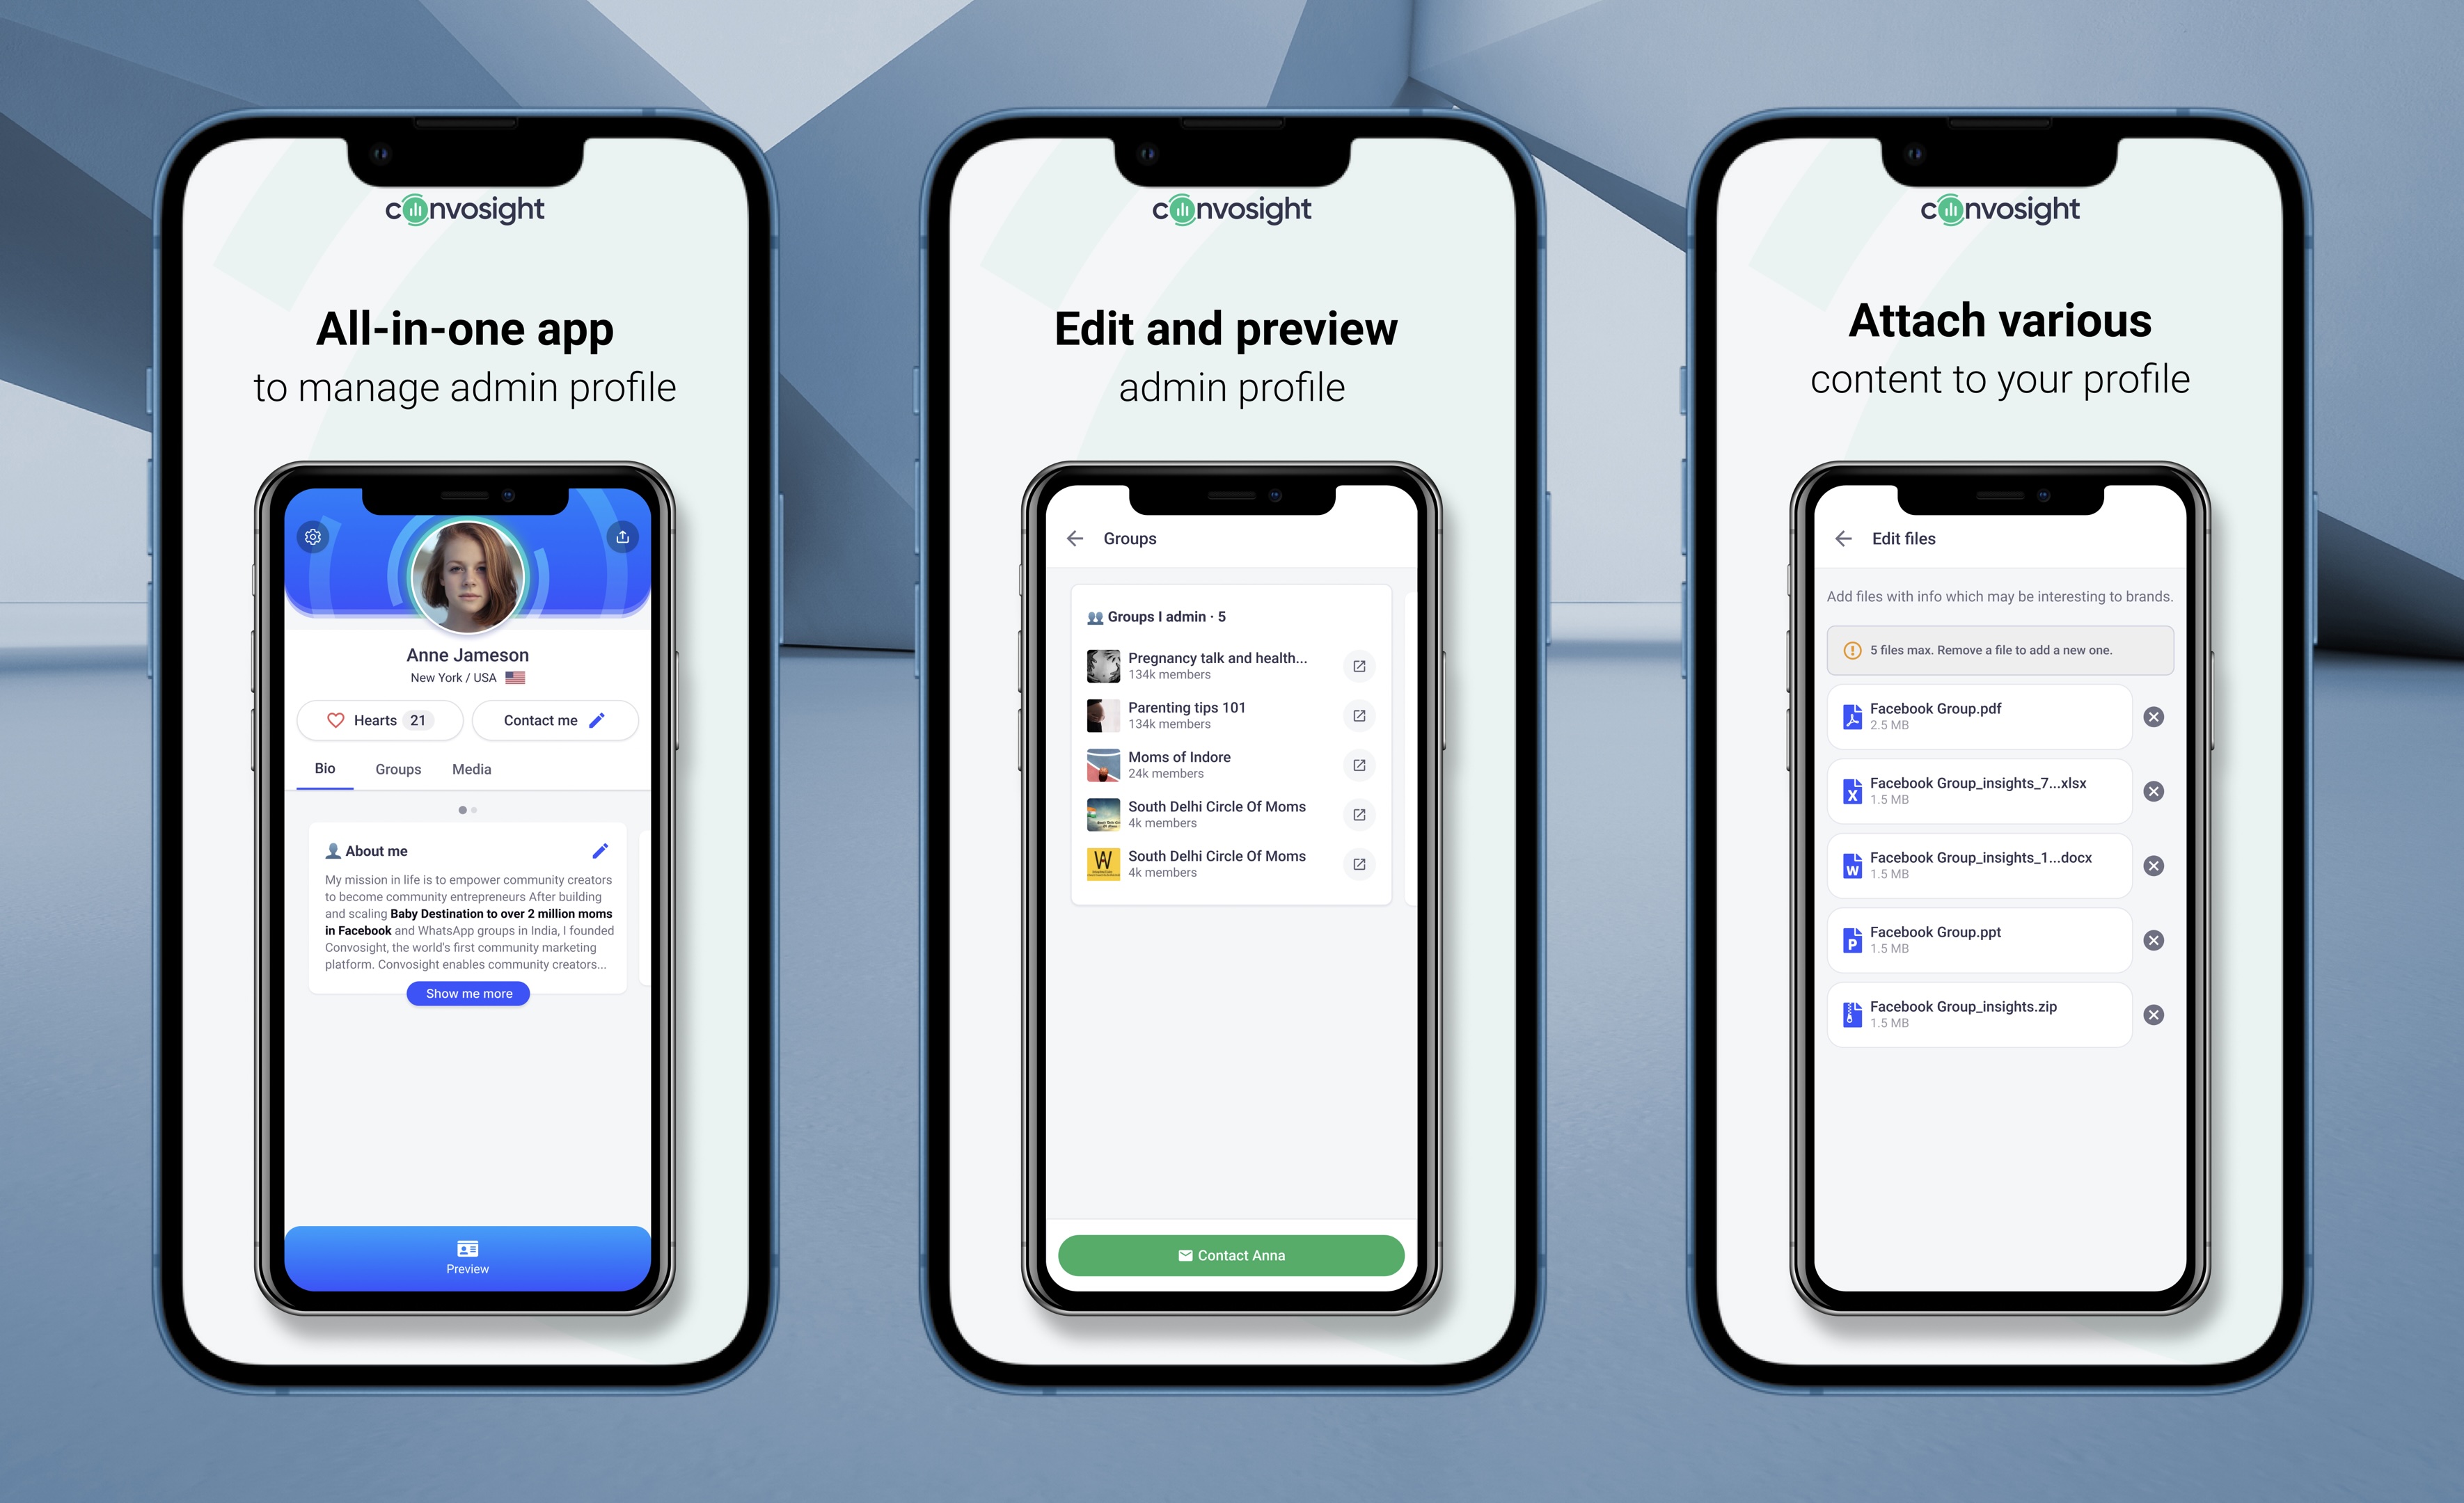 convosight
All-in-one app
to manage admin profile
Anne Jameson
New York / USA
Hearts 21
Contact me
Bio
Groups
Media
About me
My mission in life is to empower community creators
to become community entrepreneurs After building
and scaling Baby Destination to over 2 million moms
in Facebook and WhatsApp groups in India, I founded
Convosight, the world's first community marketing
platform. Convosight enables community creators...
Show me more
Preview
convosight
Edit and preview
admin profile
Groups
Groups I admin · 5
Pregnancy talk and health...
134k members
Parenting tips 101
134k members
Moms of Indore
24k members
South Delhi Circle Of Moms
4k members
South Delhi Circle Of Moms
4k members
Contact Anna
convosight
Attach various
content to your profile
Edit files
Add files with info which may be interesting to brands.
5 files max. Remove a file to add a new one.
Facebook Group.pdf
2.5 MB
X
Facebook Group_insights_7...xlsx
1.5 MB
W
Facebook Group_insights_1...docx
1.5 MB
P
Facebook Group.ppt
1.5 MB
Facebook Group_insights.zip
1.5 MB